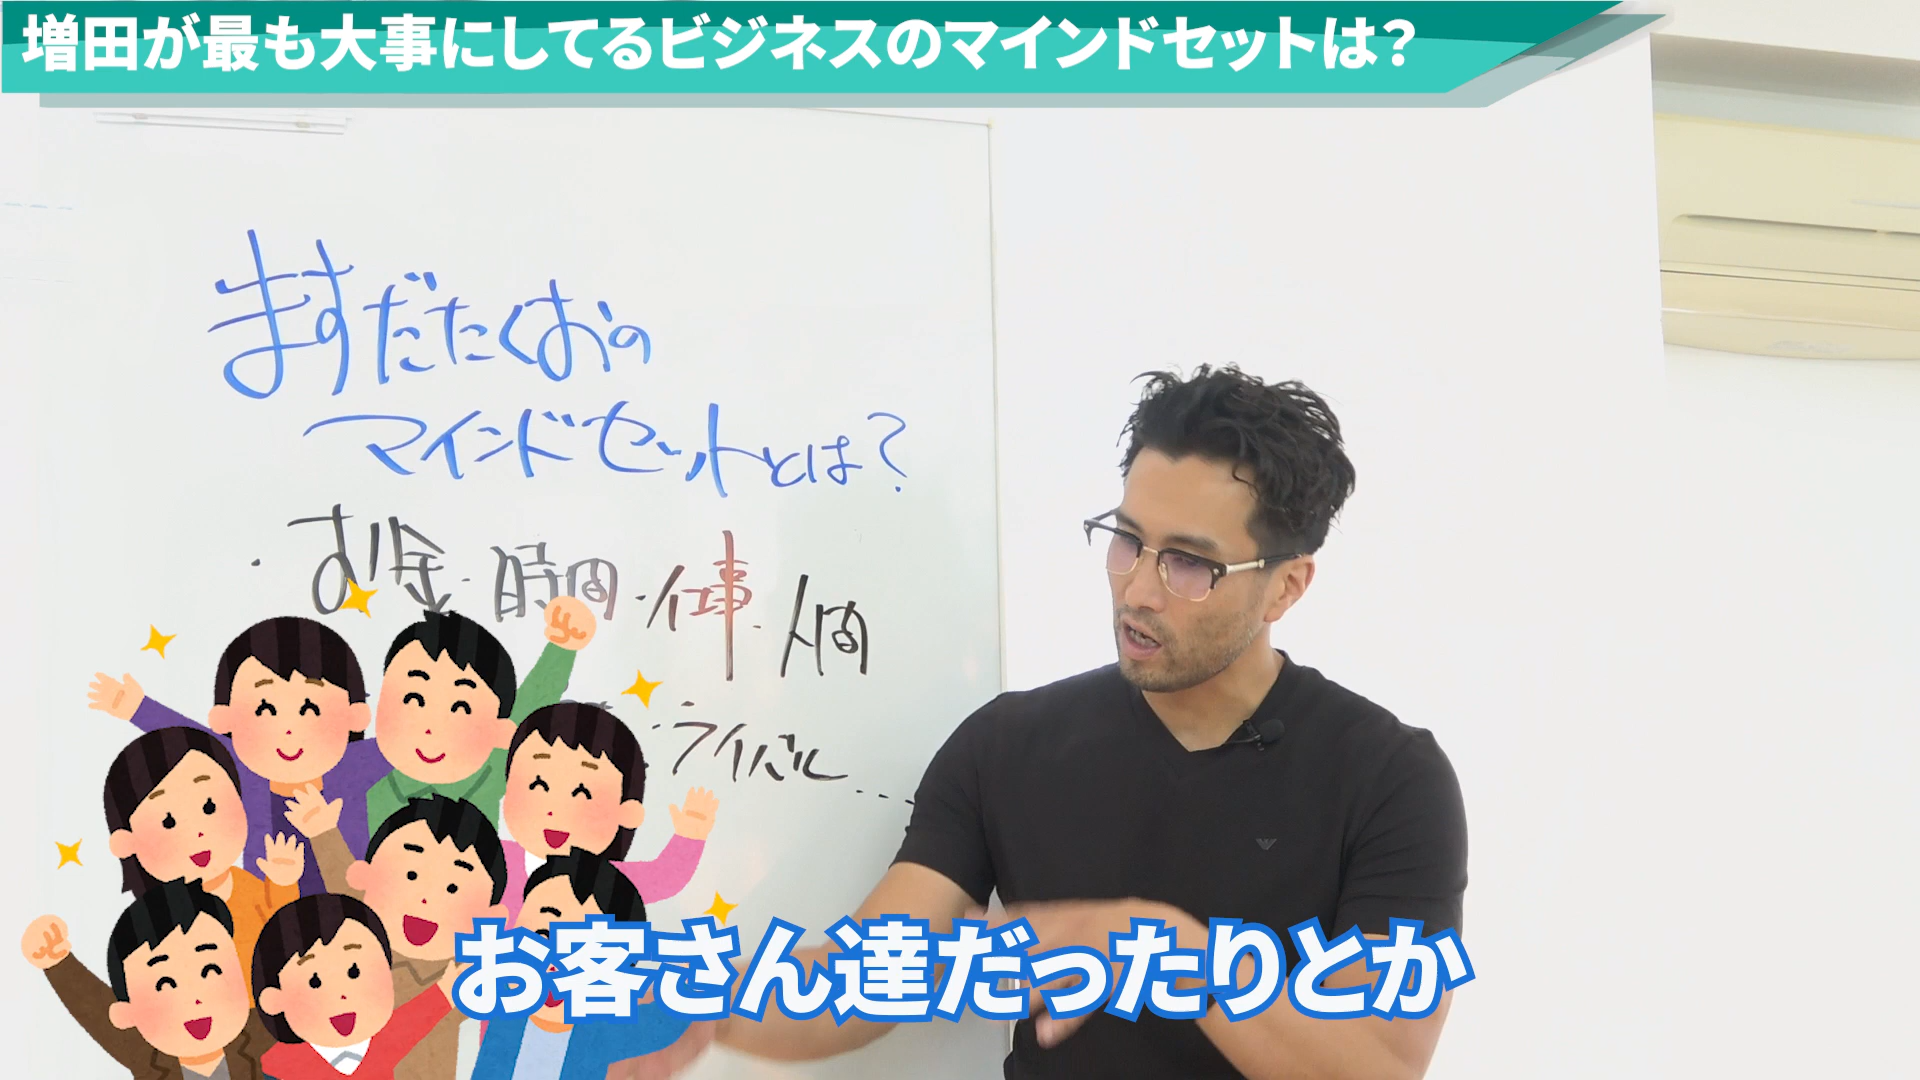 増田が最も大事にしてるビジネスのマインドセットは？
ますだたくおの
マインドセットとは？
・お金・時間・仕事・人間
・ライバル・・・
お客さん達だったりとか